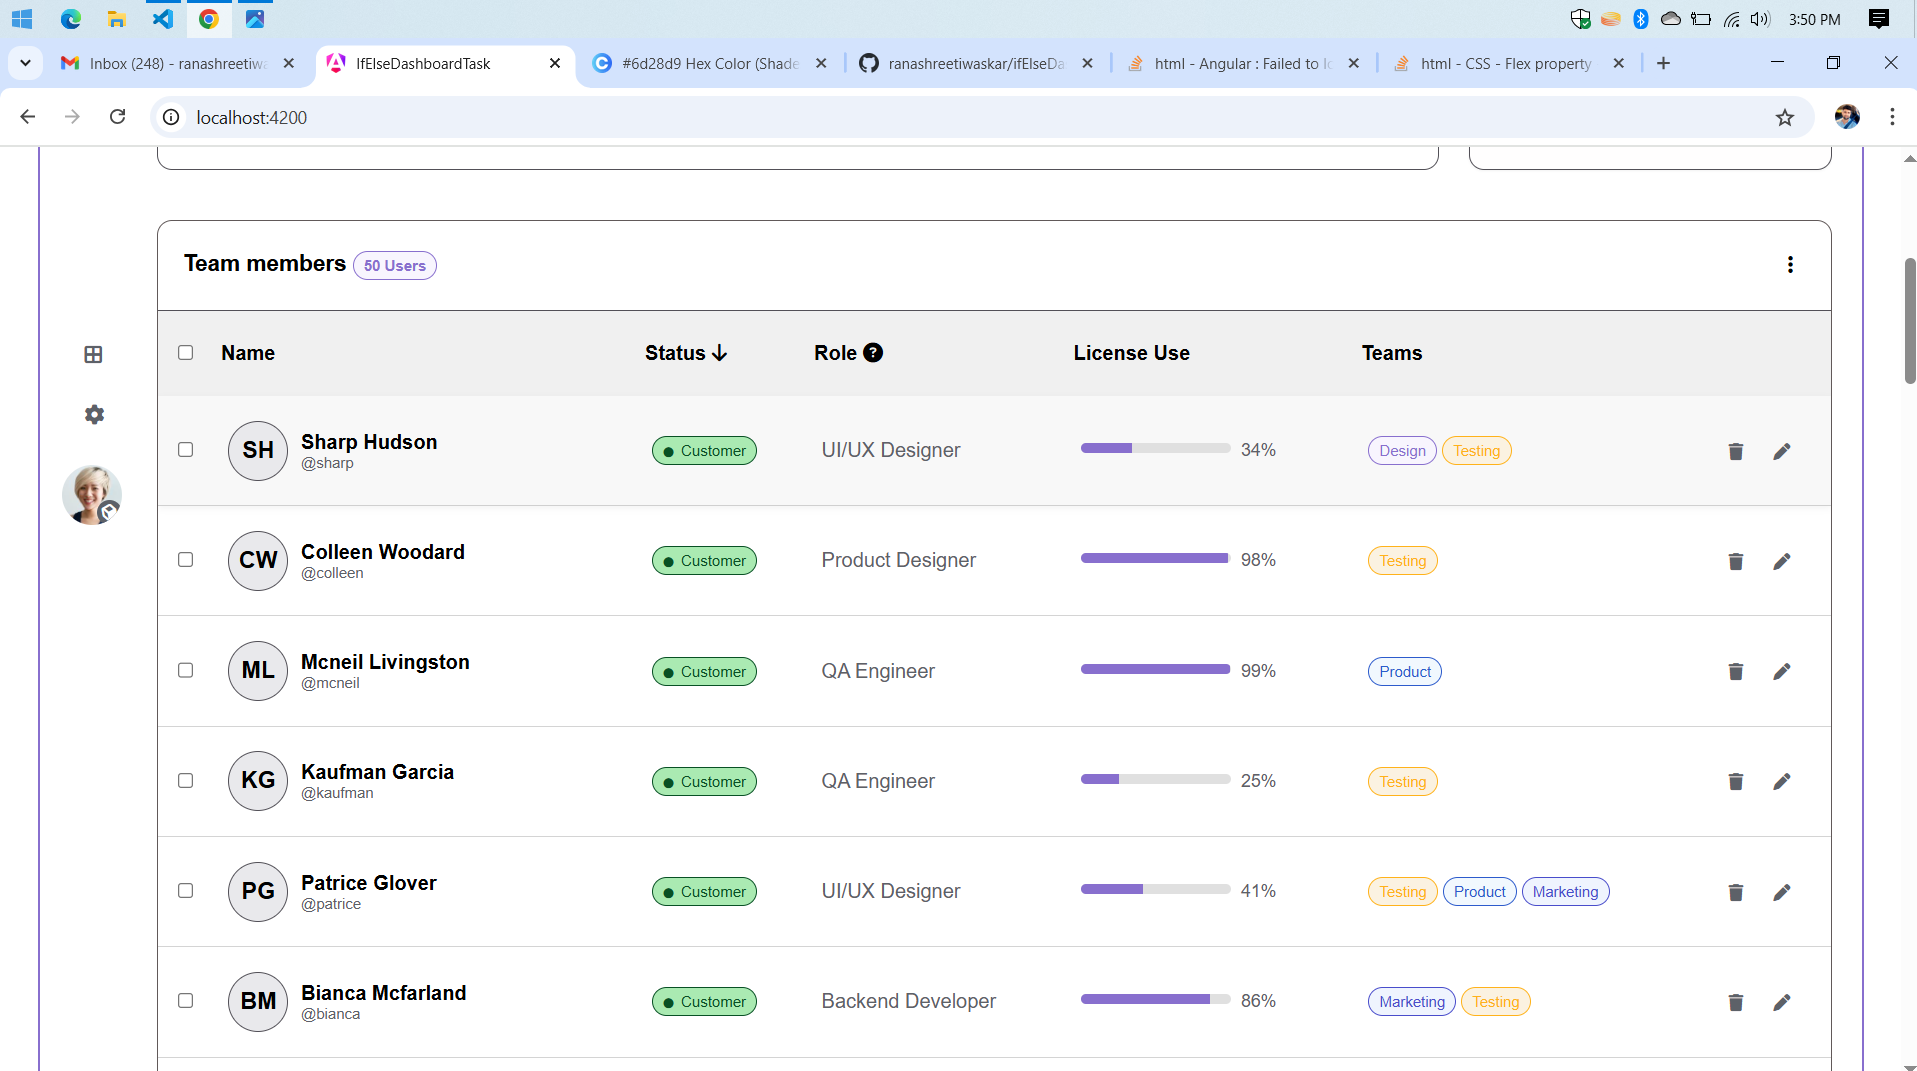 3:50 PM
Inbox (248) - ranashreetiwa
IfElseDashboardTask
#6d28d9 Hex Color (Shade
ranashreetiwaskar/ifElseDa
html - Angular : Failed to lo
html - CSS - Flex property
localhost:4200
Team members 50 Users
Name Status Role License Use Teams
SH Sharp Hudson Customer UI/UX Designer 34% Design Testing
@sharp
CW Colleen Woodard Customer Product Designer 98% Testing
@colleen
ML Mcneil Livingston Customer QA Engineer 99% Product
@mcneil
KG Kaufman Garcia Customer QA Engineer 25% Testing
@kaufman
PG Patrice Glover Customer UI/UX Designer 41% Testing Product Marketing
@patrice
BM Bianca Mcfarland Customer Backend Developer 86% Marketing Testing
@bianca